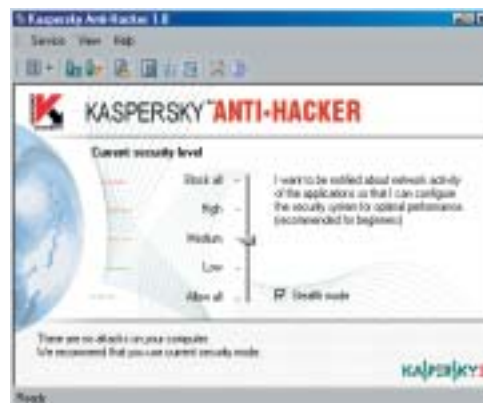 Kaspersky Anti-Hacker 1.0
Service View Help
KASPERSKY ANTI-HACKER
Current security level
Block all
High
Medium
Low
Allow all
I want to be notified about network activity
of the applications so that I can configure
the security system for optimal performance.
(recommended for beginners)
Stealth mode
There are no attacks on your computer
We recommend that you use current security mode
KASPERSKY
Ready